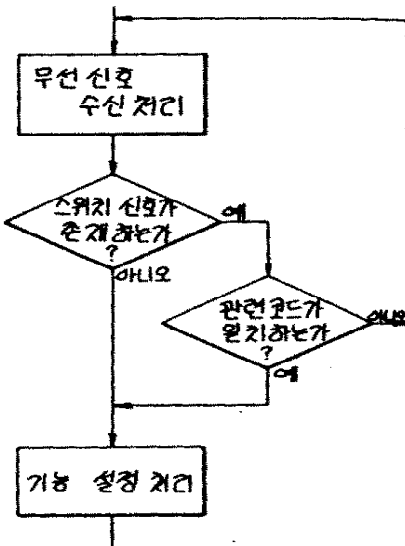 무선 신호
수신 처리
스위치 신호가
존재하는가
?
예
아니오
관련코드가
일치하는가
?
아니오
예
기능 설정 처리